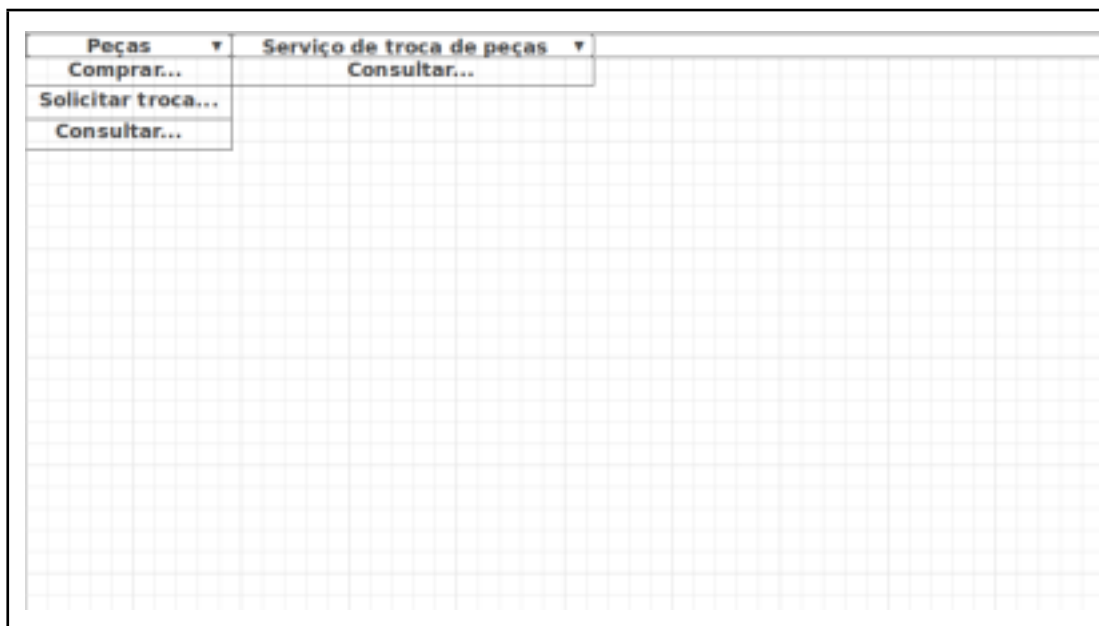 Peças ▼ Serviço de troca de peças ▼
Comprar... Consultar...
Solicitar troca...
Consultar...